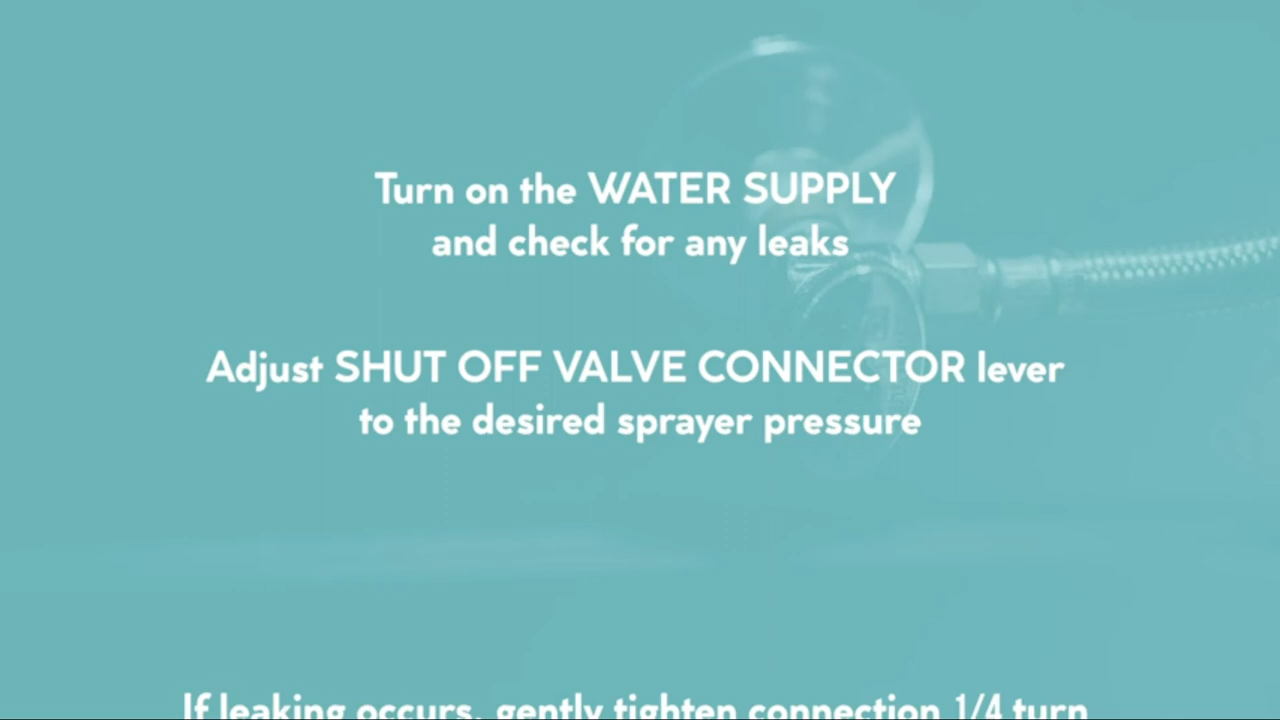 Turn on the WATER SUPPLY
and check for any leaks
Adjust SHUT OFF VALVE CONNECTOR lever
to the desired sprayer pressure
If leaking occurs, gently tighten connection 1/4 turn